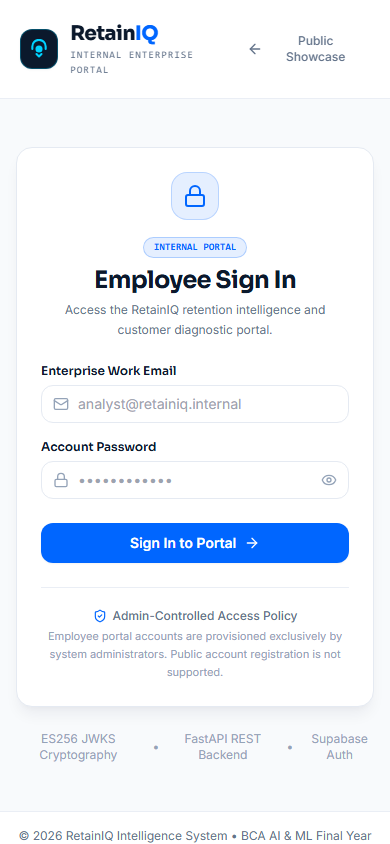 RetainIQ
INTERNAL ENTERPRISE
PORTAL
Public
Showcase
INTERNAL PORTAL
Employee Sign In
Access the RetainIQ retention intelligence and
customer diagnostic portal.
Enterprise Work Email
analyst@retainiq.internal
Account Password
••••••••••••
Sign In to Portal →
Admin-Controlled Access Policy
Employee portal accounts are provisioned exclusively by
system administrators. Public account registration is not
supported.
ES256 JWKS
Cryptography
•
FastAPI REST
Backend
•
Supabase
Auth
© 2026 RetainIQ Intelligence System • BCA AI & ML Final Year